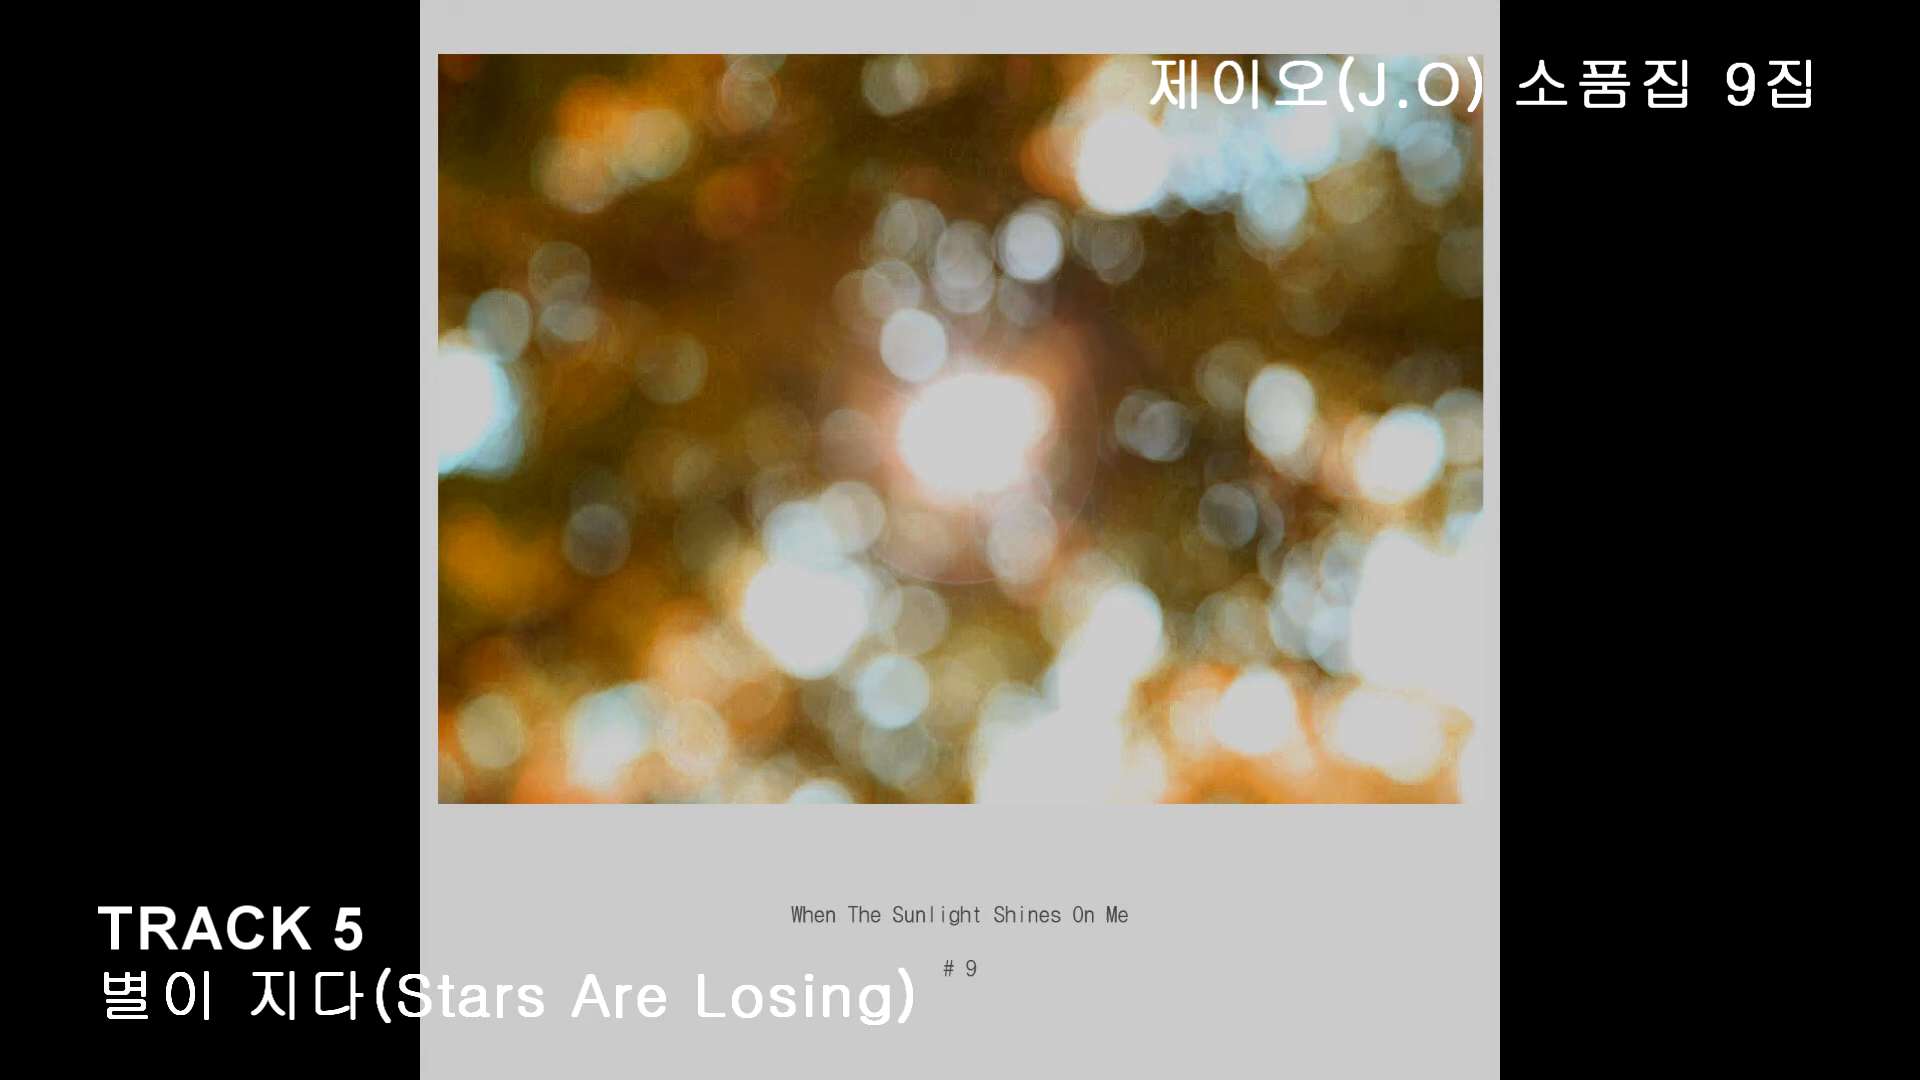 제이오(J.O) 소품집 9집
When The Sunlight Shines On Me
# 9
TRACK 5
별이 지다(Stars Are Losing)